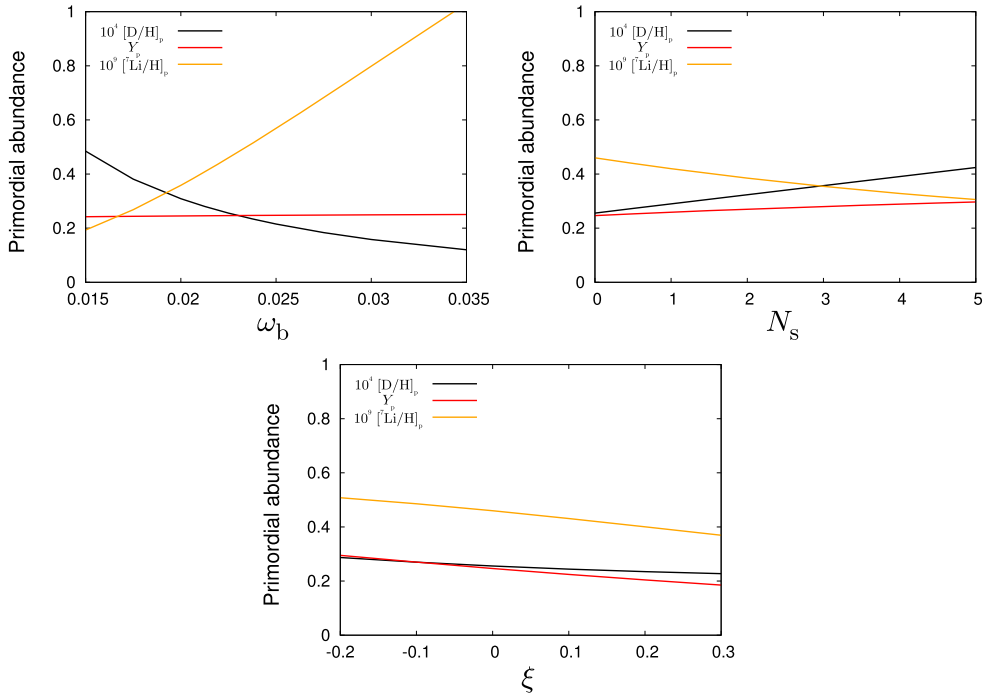 Primordial abundance
1
0.8
0.6
0.4
0.2
0
10⁴ [D/H]ₚ
Yₚ
10⁹ [⁷Li/H]ₚ
0.015 0.02 0.025 0.03 0.035
ω_b
Primordial abundance
1
0.8
0.6
0.4
0.2
0
10⁴ [D/H]ₚ
Yₚ
10⁹ [⁷Li/H]ₚ
0 1 2 3 4 5
N_s
Primordial abundance
1
0.8
0.6
0.4
0.2
0
10⁴ [D/H]ₚ
Yₚ
10⁹ [⁷Li/H]ₚ
-0.2 -0.1 0 0.1 0.2 0.3
ξ